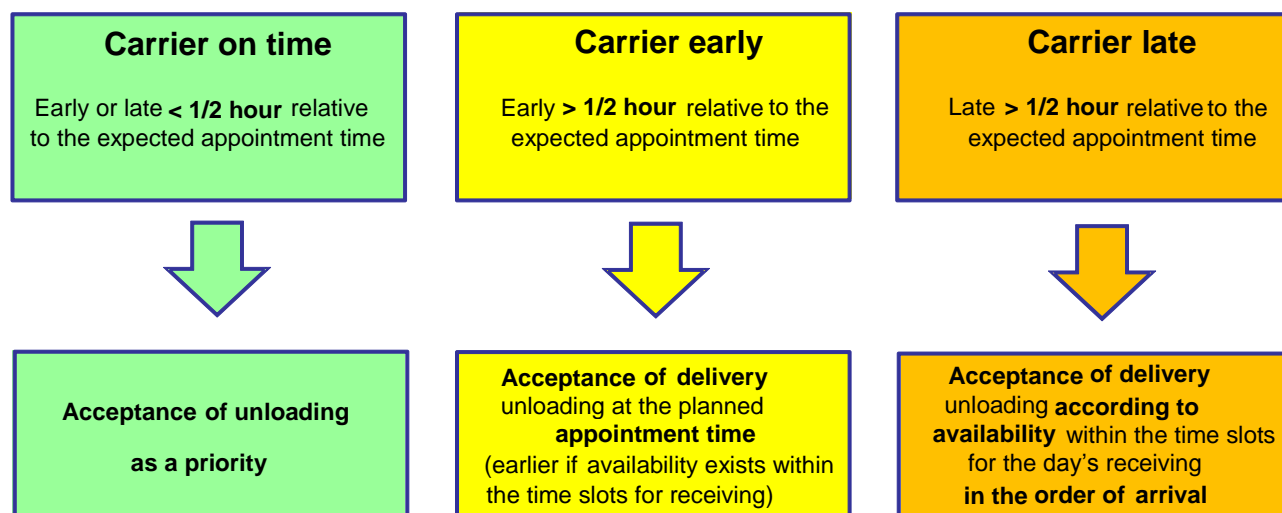 Carrier on time
Early or late < 1/2 hour relative
to the expected appointment time
Carrier early
Early > 1/2 hour relative to the
expected appointment time
Carrier late
Late > 1/2 hour relative to the
expected appointment time
Acceptance of unloading
as a priority
Acceptance of delivery
unloading at the planned
appointment time
(earlier if availability exists within
the time slots for receiving)
Acceptance of delivery
unloading according to
availability within the time slots
for the day's receiving
in the order of arrival